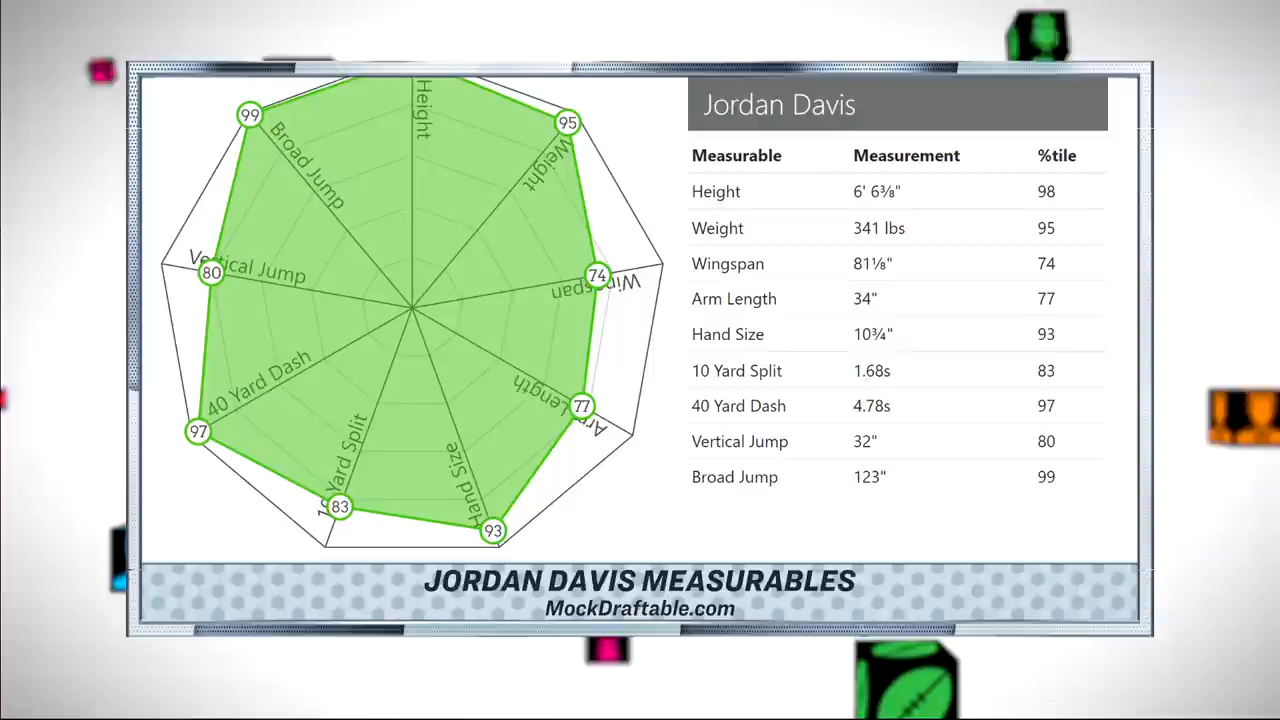 99
Height
95
Broad Jump
Weight
Vertical Jump
80
74
Wingspan
40 Yard Dash
97
Arm Length
77
10 Yard Split
83
Hand Size
93
Jordan Davis
Measurable Measurement %tile
Height 6' 6⅜" 98
Weight 341 lbs 95
Wingspan 81⅛" 74
Arm Length 34" 77
Hand Size 10¾" 93
10 Yard Split 1.68s 83
40 Yard Dash 4.78s 97
Vertical Jump 32" 80
Broad Jump 123" 99
JORDAN DAVIS MEASURABLES
MockDraftable.com